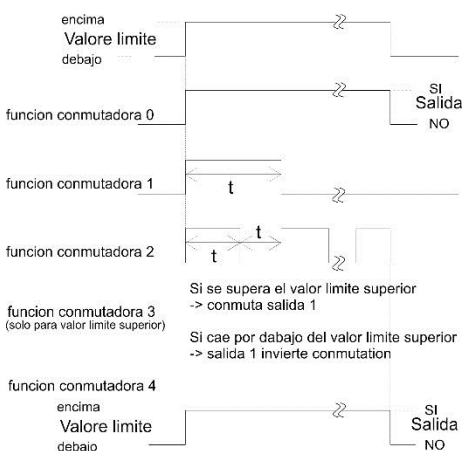 encima
Valore limite
debajo
SI
Salida
NO
funcion conmutadora 0
funcion conmutadora 1
t
funcion conmutadora 2
t
t
funcion conmutadora 3
(solo para valor limite superior)
Si se supera el valor limite superior
-> conmuta salida 1
Si cae por dabajo del valor limite superior
-> salida 1 invierte conmutation
funcion conmutadora 4
encima
Valore limite
debajo
SI
Salida
NO